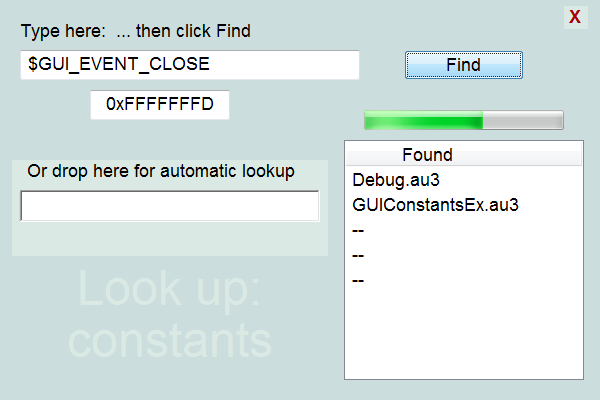 X
Type here:  ... then click Find
$GUI_EVENT_CLOSE
Find
0xFFFFFFFD
Or drop here for automatic lookup
Found
Debug.au3
GUIConstantsEx.au3
--
--
--
Look up:
constants